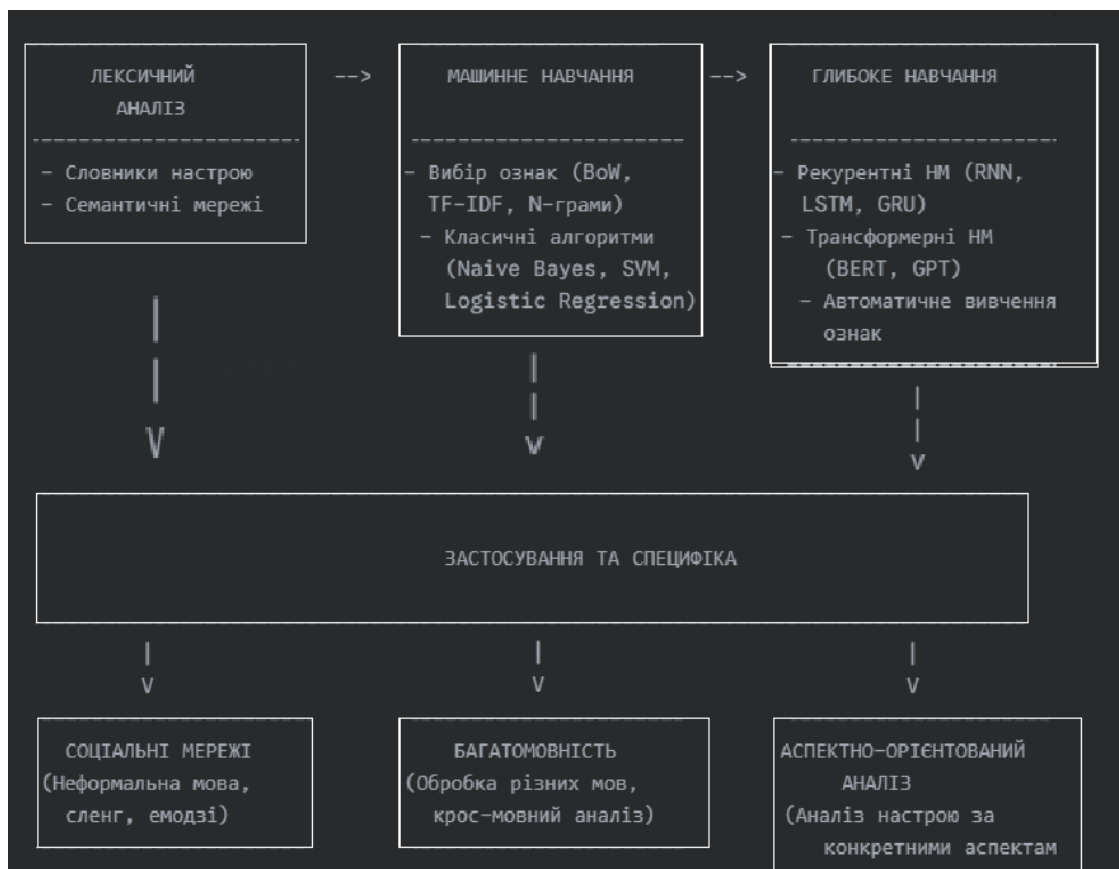 ЛЕКСИЧНИЙ
АНАЛІЗ
- Словники настрою
- Семантичні мережі
-->
МАШИННЕ НАВЧАННЯ
- Вибір ознак (BoW,
TF-IDF, N-грами)
- Класичні алгоритми
(Naive Bayes, SVM,
Logistic Regression)
-->
ГЛИБОКЕ НАВЧАННЯ
- Рекурентні НМ (RNN,
LSTM, GRU)
- Трансформерні НМ
(BERT, GPT)
- Автоматичне вивчення
ознак
ЗАСТОСУВАННЯ ТА СПЕЦИФІКА
СОЦІАЛЬНІ МЕРЕЖІ
(Неформальна мова,
сленг, емодзі)
БАГАТОМОВНІСТЬ
(Обробка різних мов,
крос-мовний аналіз)
АСПЕКТНО-ОРІЄНТОВАНИЙ
АНАЛІЗ
(Аналіз настрою за
конкретними аспектам